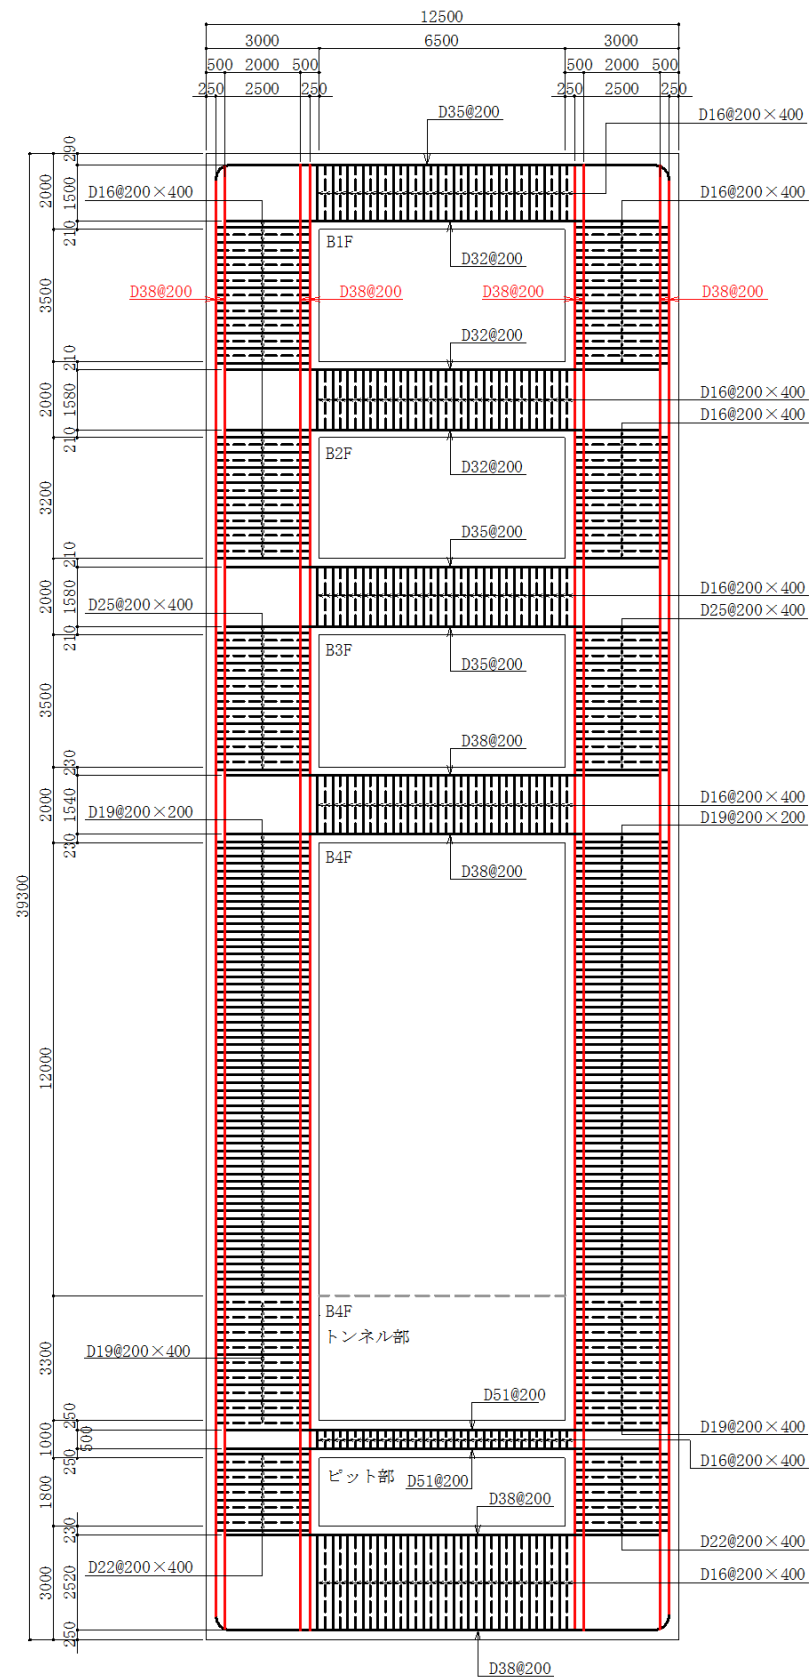 12500
3000 6500 3000
500 2000 500 500 2000 500
250 2500 250 250 2500 250
D35@200
D16@200×400
290
2000
1500
D16@200×400
D16@200×400
210
B1F
D32@200
3500
D38@200 D38@200 D38@200 D38@200
D32@200
210
2000
1580
D16@200×400
D16@200×400
210
B2F
D32@200
3200
D35@200
210
2000
1580
D16@200×400
D25@200×400
D25@200×400
210
B3F
D35@200
3500
D38@200
230
2000
1540
D16@200×400
D19@200×200
D19@200×200
230
B4F
D38@200
39300
12000
B4F
トンネル部
3300
D19@200×400
D51@200
250
D19@200×400
1000
500
D16@200×400
250
ピット部
D51@200
1800
D38@200
230
D22@200×400
D22@200×400
3000
2520
D16@200×400
250
D38@200